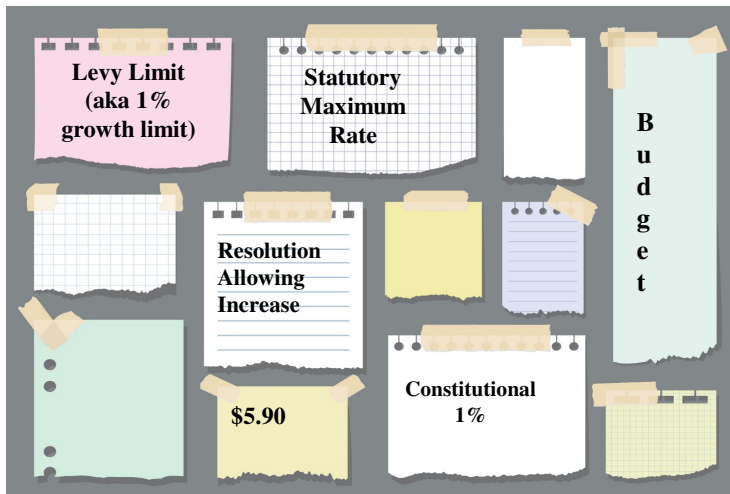 Levy Limit
(aka 1%
growth limit)
Statutory
Maximum
Rate
B
u
d
g
e
t
Resolution
Allowing
Increase
$5.90
Constitutional
1%